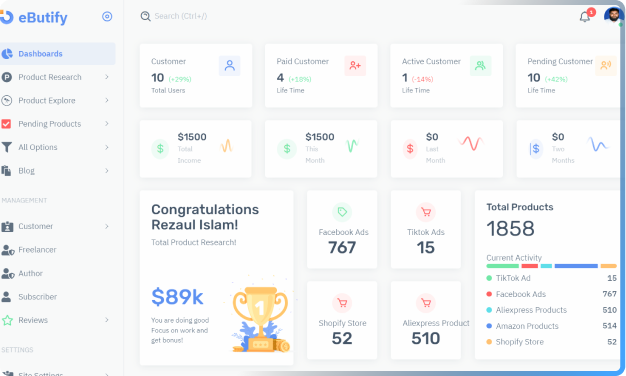 eBuitfy
Search (Ctrl+/)
1
Dashboards
Product Research
Product Explore
Pending Products
All Options
Blog
MANAGEMENT
Customer
Freelancer
Author
Subscriber
Reviews
SETTINGS
Site Settings
Customer
10 (+29%)
Total Users
Paid Customer
4 (+18%)
Life Time
Active Customer
1 (-14%)
Life Time
Pending Customer
10 (+42%)
Life Time
$1500
Total
Income
$1500
This
Month
$0
Last
Month
$0
Two
Months
Congratulations
Rezaul Islam!
Total Product Research!
$89k
You are doing good
Focus on work and
get bonus!
1
Facebook Ads
767
Tiktok Ads
15
Shopify Store
52
Aliexpress Product
510
Total Products
1858
Current Activity
TikTok Ad 15
Facebook Ads 767
Aliexpress Products 510
Amazon Products 514
Shopify Store 52